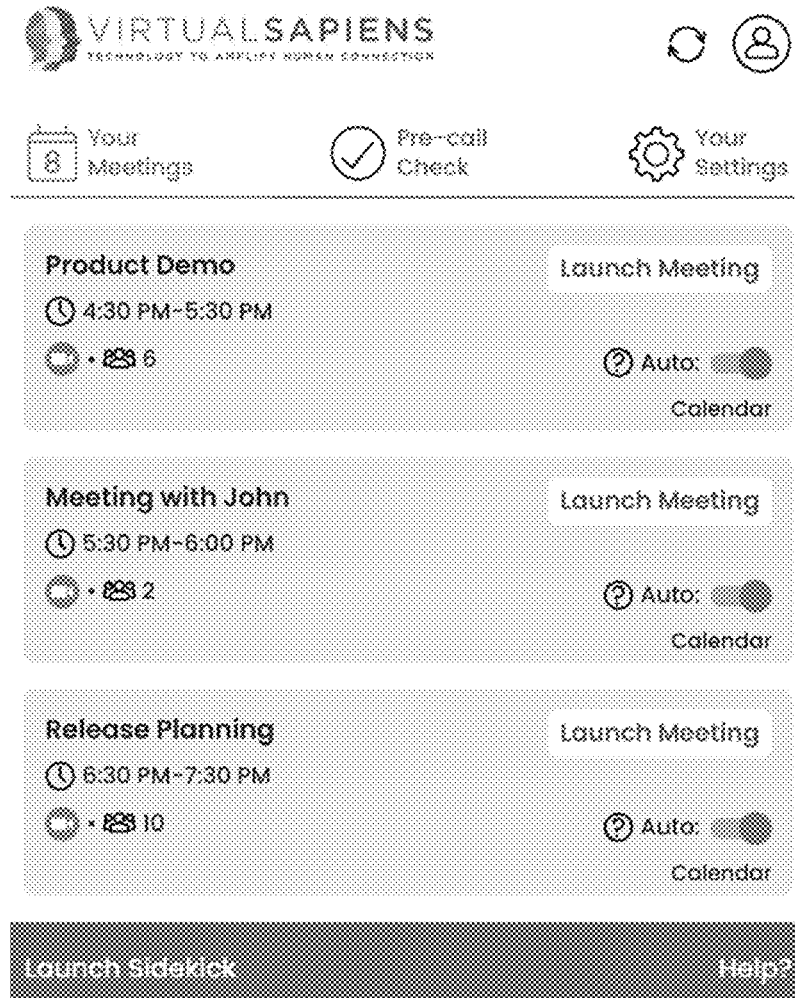 VIRTUALSAPIENS
TECHNOLOGY TO AMPLIFY HUMAN CONNECTION
Your
Meetings
8
Pre-call
Check
Your
Settings
Product Demo
Launch Meeting
4:30 PM-5:30 PM
• 6
? Auto:
Calendar
Meeting with John
Launch Meeting
5:30 PM-6:00 PM
• 2
? Auto:
Calendar
Release Planning
Launch Meeting
6:30 PM-7:30 PM
• 10
? Auto:
Calendar
Launch Sidekick
Help?